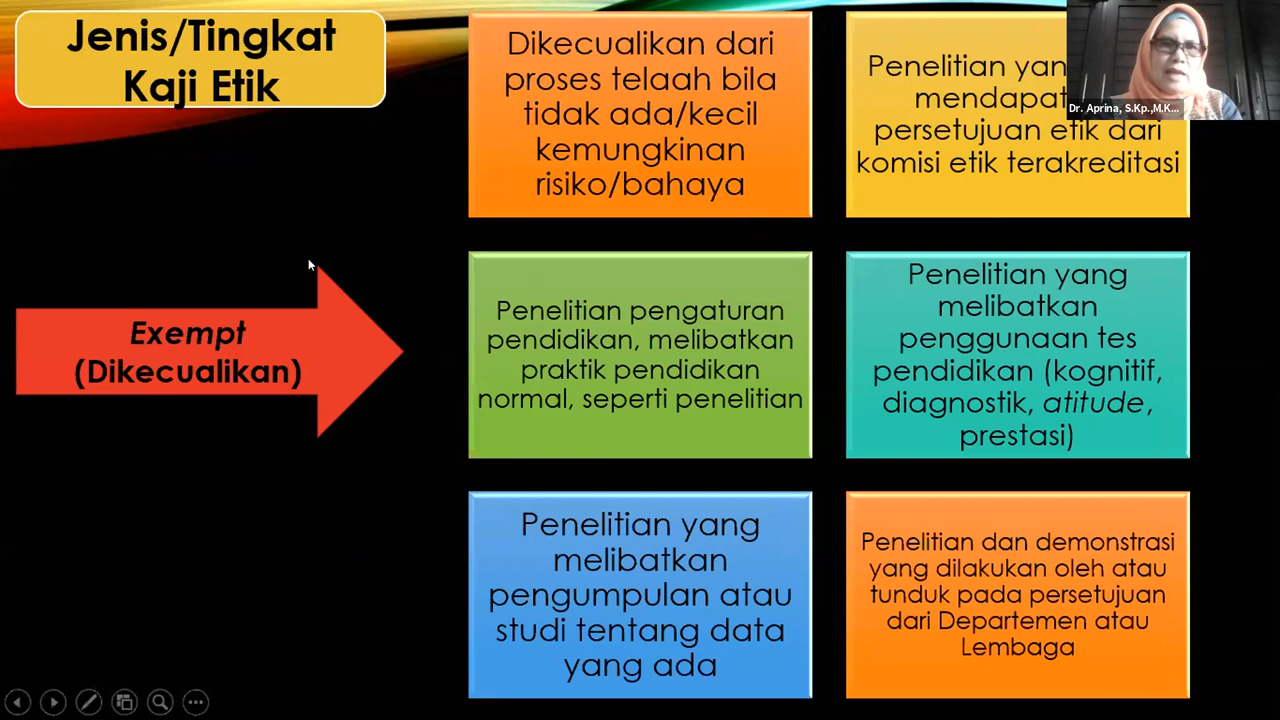 Jenis/Tingkat
Kaji Etik
Exempt
(Dikecualikan)
Dikecualikan dari
proses telaah bila
tidak ada/kecil
kemungkinan
risiko/bahaya
Penelitian
mendapat
persetujuan etik dari
komisi etik terakreditasi
Dr. Aprina, S.Kp.,M.K...
Penelitian pengaturan
pendidikan, melibatkan
praktik pendidikan
normal, seperti penelitian
Penelitian yang
melibatkan
penggunaan tes
pendidikan (kognitif,
diagnostik, atitude,
prestasi)
Penelitian yang
melibatkan
pengumpulan atau
studi tentang data
yang ada
Penelitian dan demonstrasi
yang dilakukan oleh atau
tunduk pada persetujuan
dari Departemen atau
Lembaga